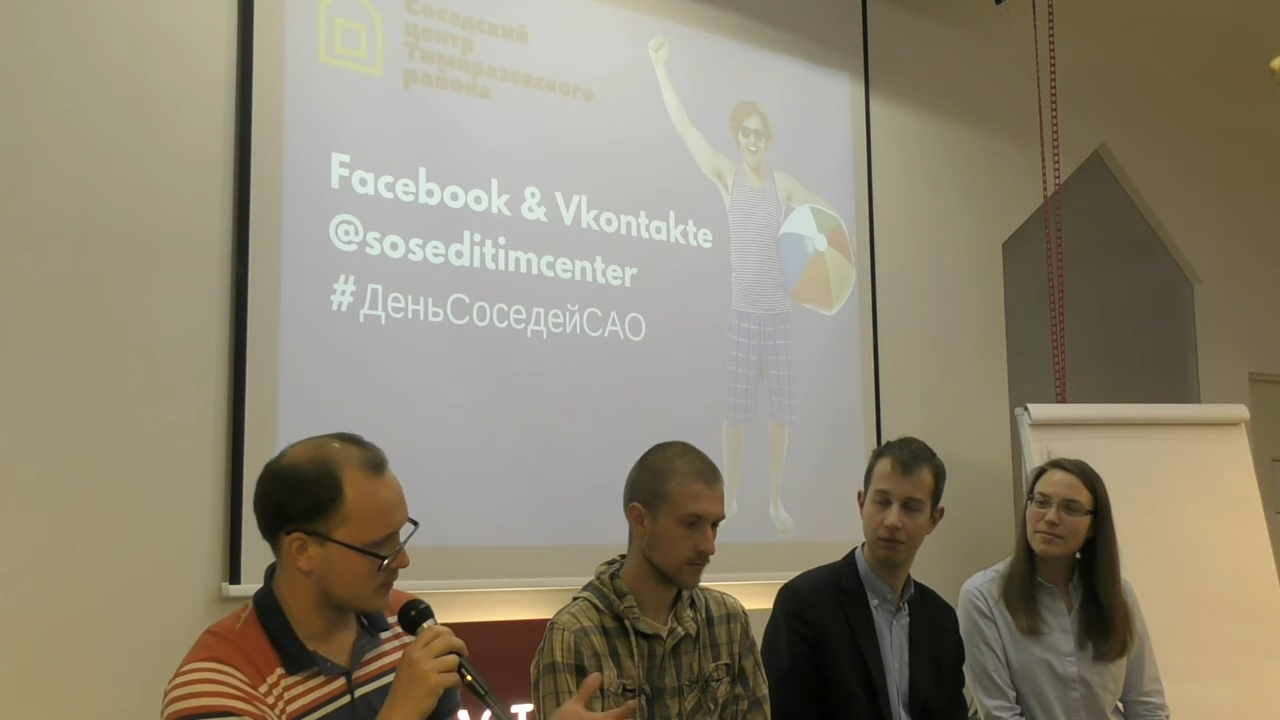 Соседский
центр
Тимирязевского
района
Facebook & Vkontakte
@soseditimcenter
#ДеньСоседейСАО